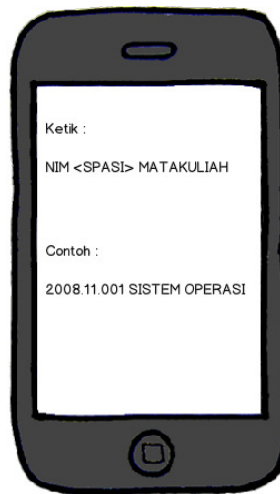 Ketik :
NIM <SPASI> MATAKULIAH
Contoh :
2008.11.001 SISTEM OPERASI